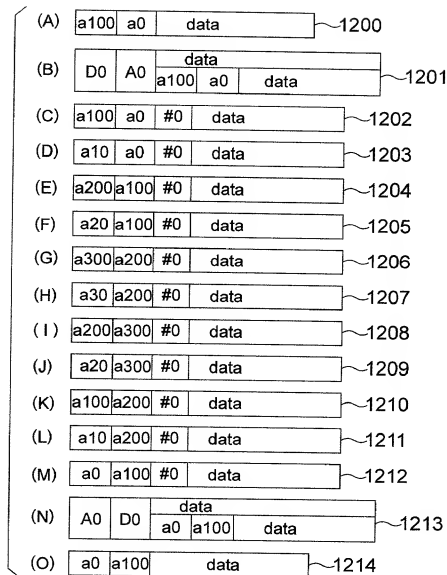 (A) a100 a0 data 1200
(B) D0 A0 data a100 a0 data 1201
(C) a100 a0 #0 data 1202
(D) a10 a0 #0 data 1203
(E) a200 a100 #0 data 1204
(F) a20 a100 #0 data 1205
(G) a300 a200 #0 data 1206
(H) a30 a200 #0 data 1207
(I) a200 a300 #0 data 1208
(J) a20 a300 #0 data 1209
(K) a100 a200 #0 data 1210
(L) a10 a200 #0 data 1211
(M) a0 a100 #0 data 1212
(N) A0 D0 data a0 a100 data 1213
(O) a0 a100 data 1214